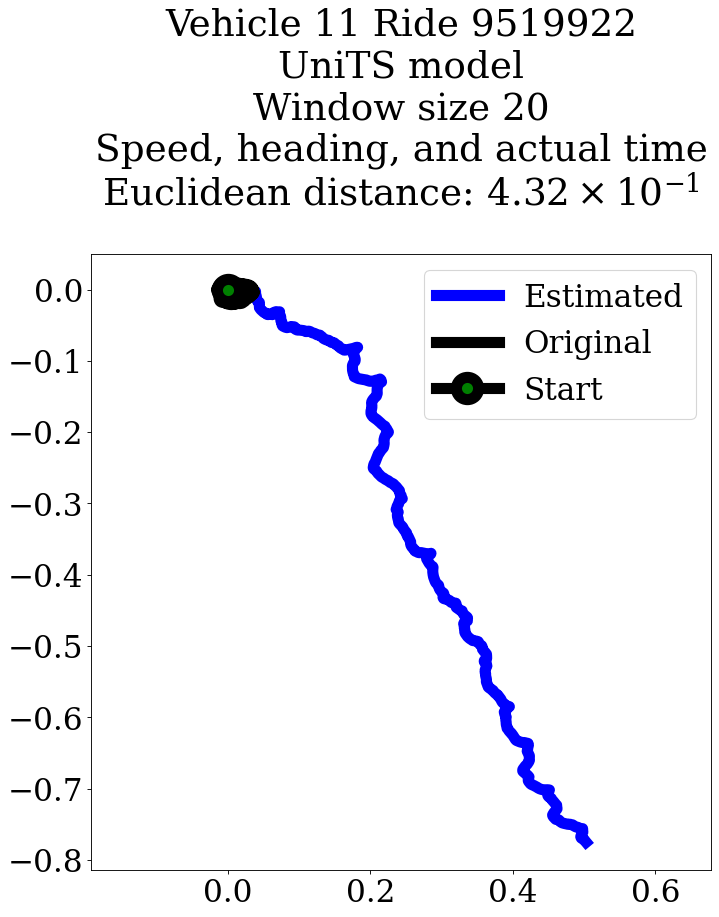 Vehicle 11 Ride 9519922
UniTS model
Window size 20
Speed, heading, and actual time
Euclidean distance: 4.32 × 10⁻¹
Estimated
Original
Start
0.0
−0.1
−0.2
−0.3
−0.4
−0.5
−0.6
−0.7
−0.8
0.0 0.2 0.4 0.6